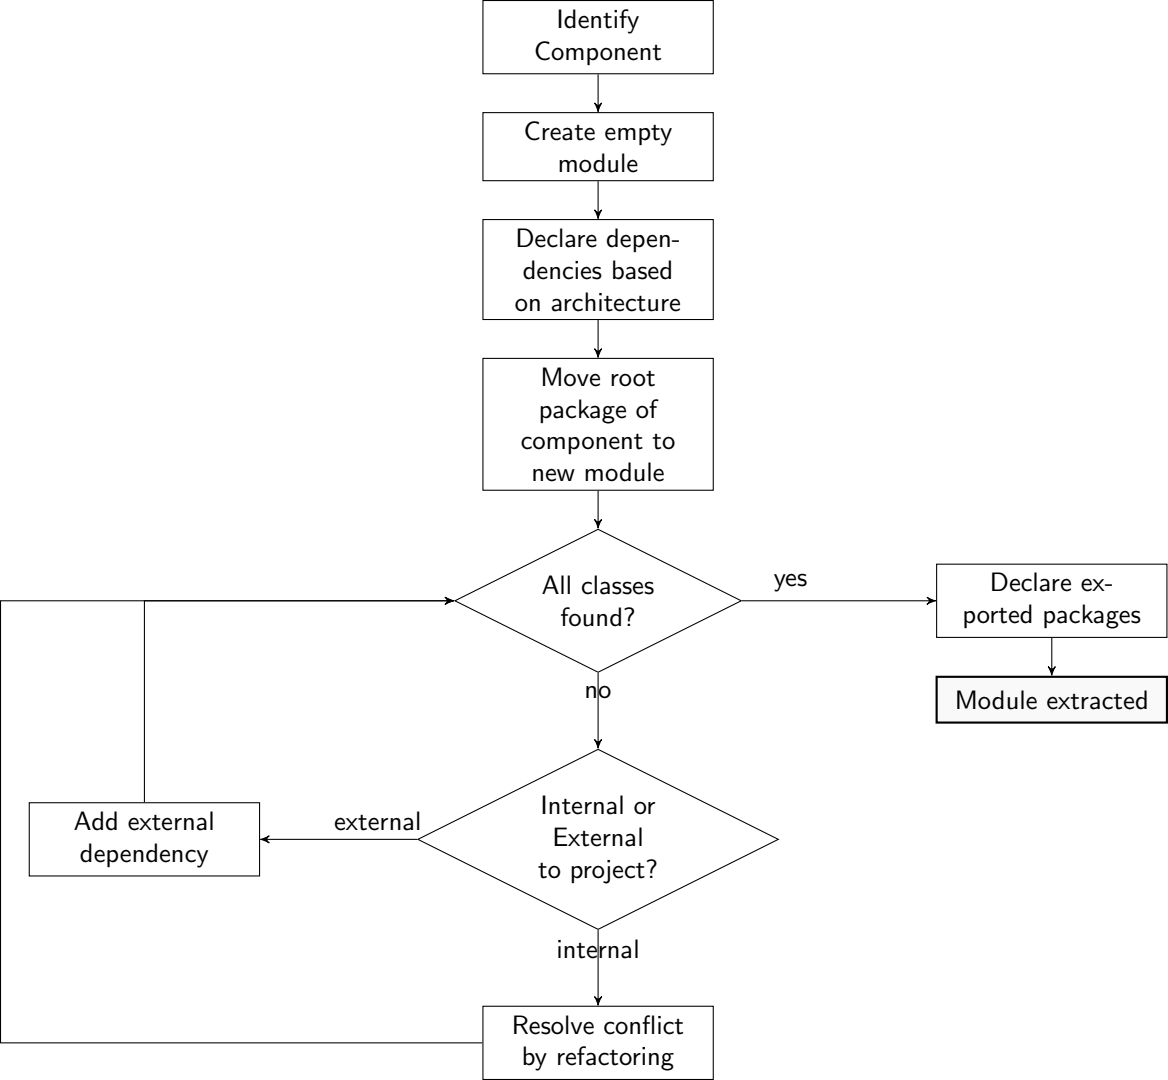 Identify
Component
Create empty
module
Declare depen-
dencies based
on architecture
Move root
package of
component to
new module
All classes
found?
yes
Declare ex-
ported packages
Module extracted
no
Internal or
External
to project?
external
Add external
dependency
internal
Resolve conflict
by refactoring